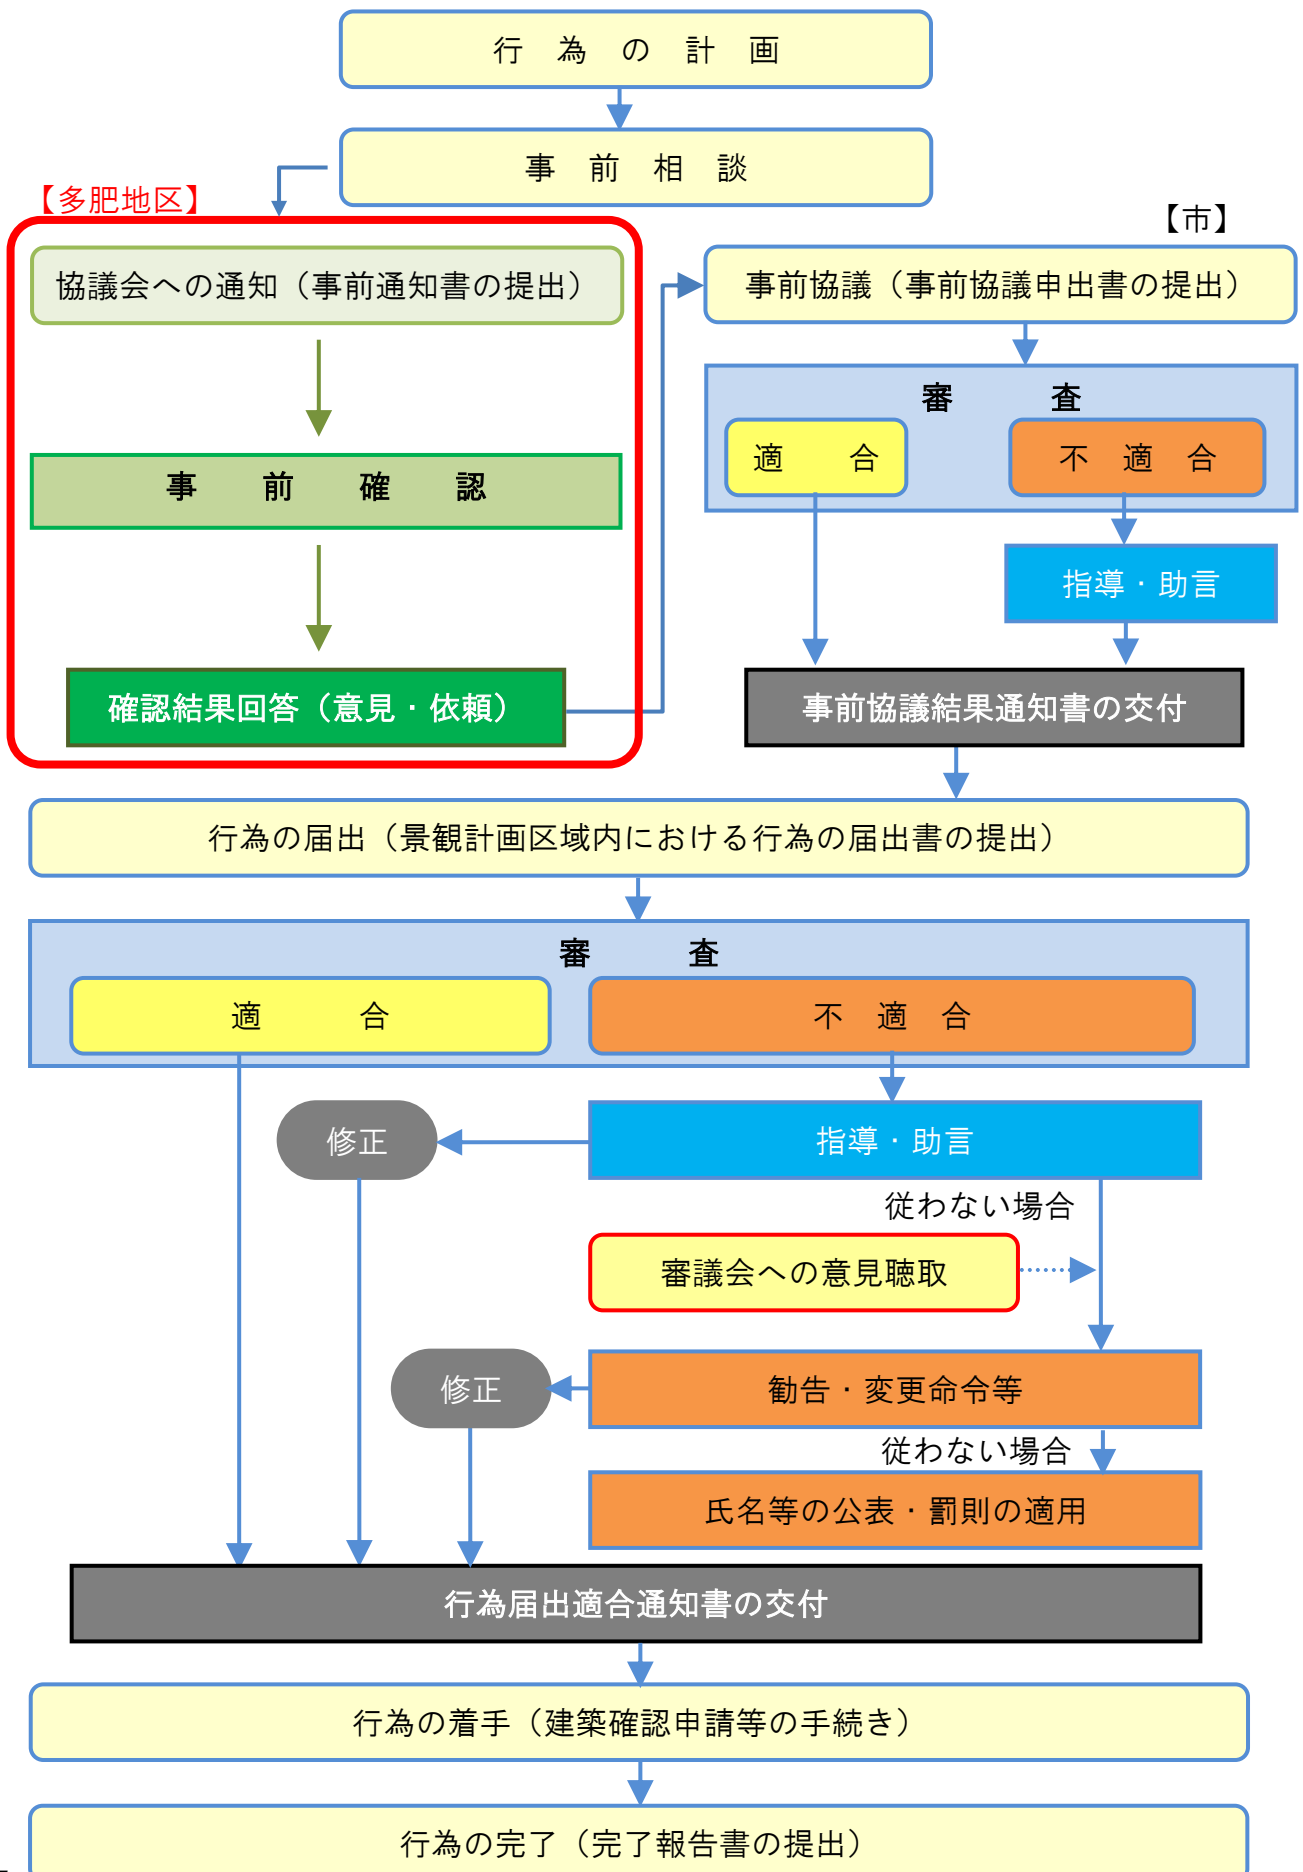 行　為　の　計　画
事　前　相　談
【多肥地区】
【市】
協議会への通知（事前通知書の提出）
事　　前　　確　　認
確認結果回答（意見・依頼）
事前協議（事前協議申出書の提出）
審　　　査
適　　合
不　適　合
指導・助言
事前協議結果通知書の交付
行為の届出（景観計画区域内における行為の届出書の提出）
審　　　査
適　　　合
不　適　合
修正
指導・助言
従わない場合
審議会への意見聴取
修正
勧告・変更命令等
従わない場合
氏名等の公表・罰則の適用
行為届出適合通知書の交付
行為の着手（建築確認申請等の手続き）
行為の完了（完了報告書の提出）